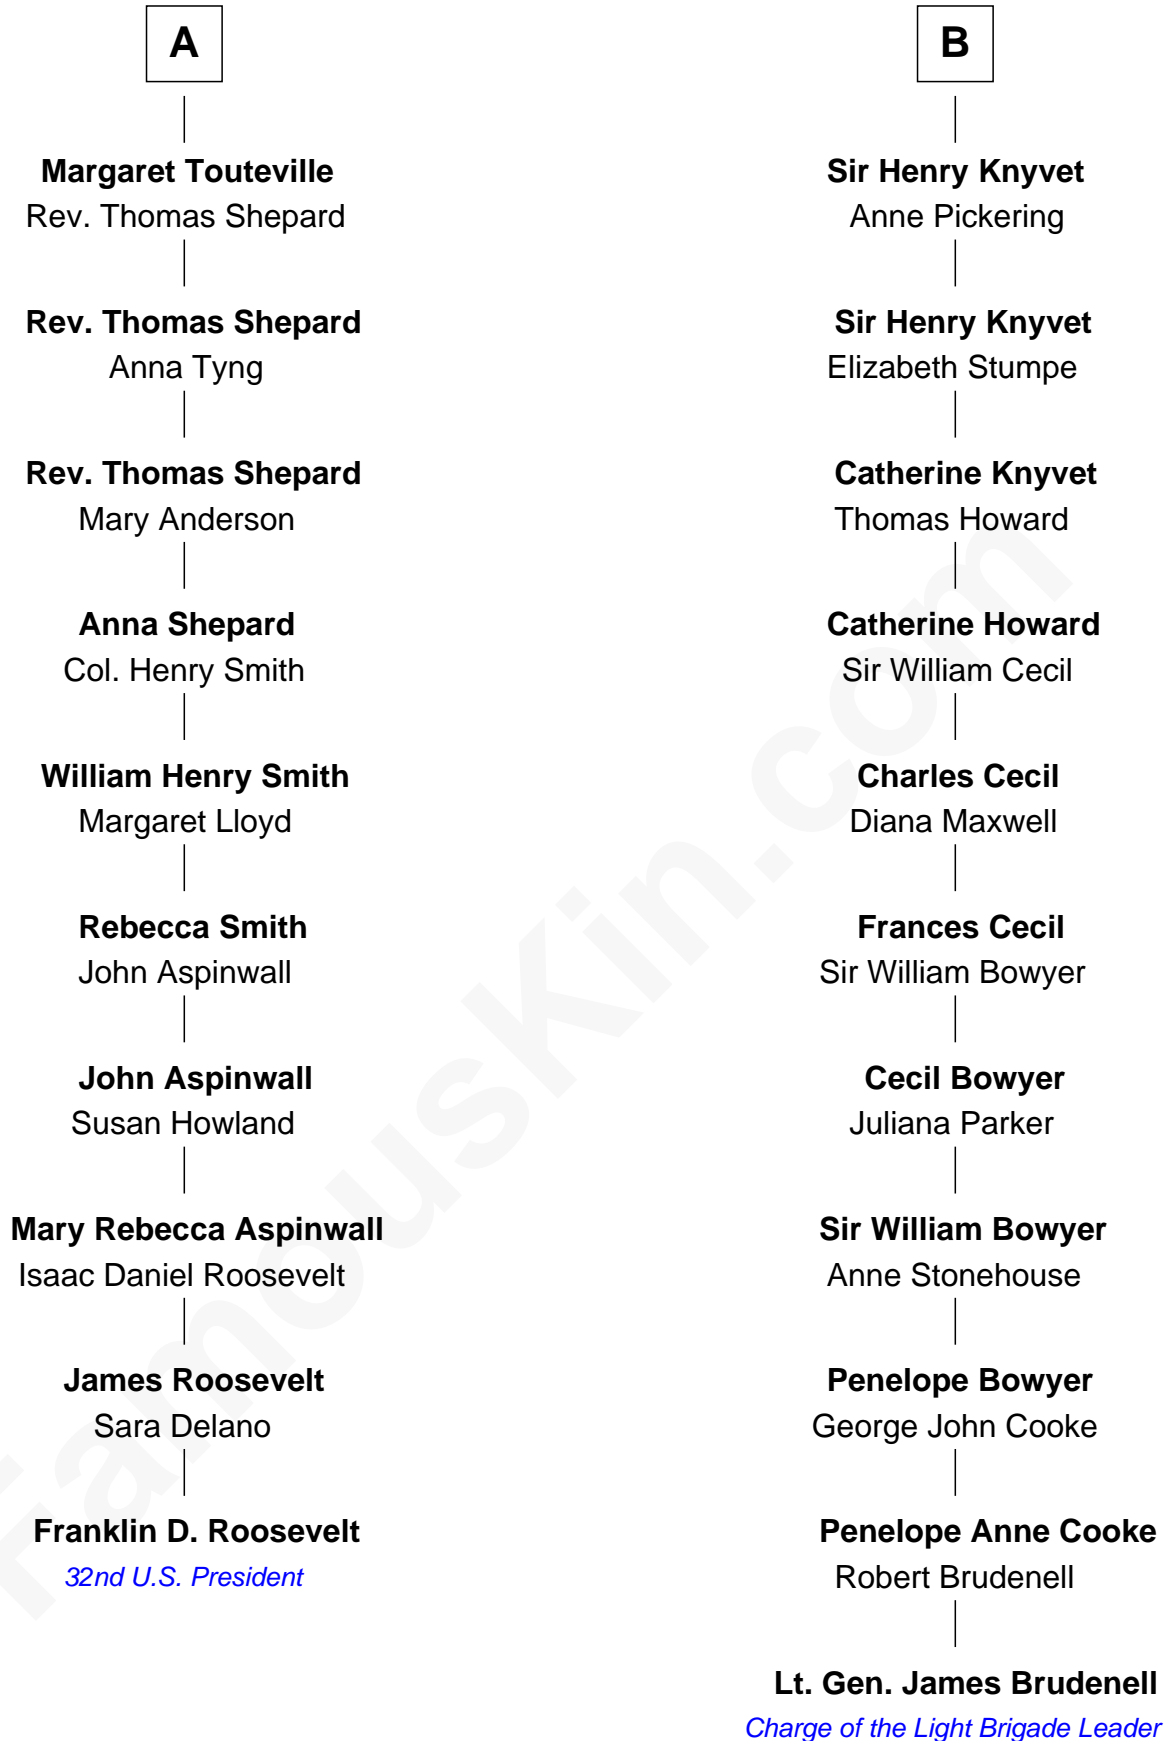 A
Margaret Touteville
Rev. Thomas Shepard
Rev. Thomas Shepard
Anna Tyng
Rev. Thomas Shepard
Mary Anderson
Anna Shepard
Col. Henry Smith
William Henry Smith
Margaret Lloyd
Rebecca Smith
John Aspinwall
John Aspinwall
Susan Howland
Mary Rebecca Aspinwall
Isaac Daniel Roosevelt
James Roosevelt
Sara Delano
Franklin D. Roosevelt
32nd U.S. President
B
Sir Henry Knyvet
Anne Pickering
Sir Henry Knyvet
Elizabeth Stumpe
Catherine Knyvet
Thomas Howard
Catherine Howard
Sir William Cecil
Charles Cecil
Diana Maxwell
Frances Cecil
Sir William Bowyer
Cecil Bowyer
Juliana Parker
Sir William Bowyer
Anne Stonehouse
Penelope Bowyer
George John Cooke
Penelope Anne Cooke
Robert Brudenell
Lt. Gen. James Brudenell
Charge of the Light Brigade Leader
FamousKin.com